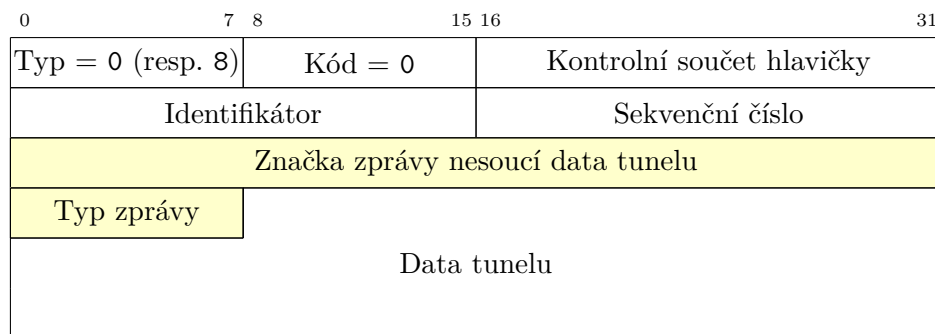 0 7 8 15 16 31
Typ = 0 (resp. 8) Kód = 0 Kontrolní součet hlavičky
Identifikátor Sekvenční číslo
Značka zprávy nesoucí data tunelu
Typ zprávy
Data tunelu